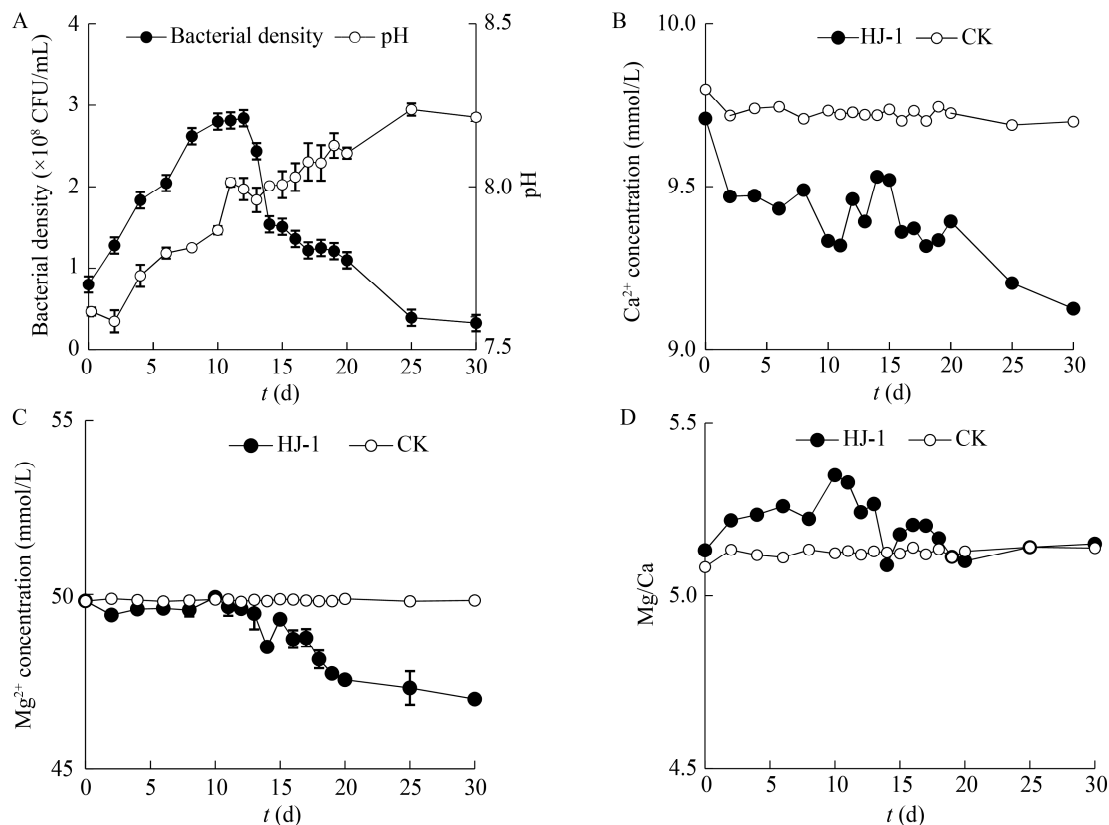 A
Bacterial density
pH
Bacterial density (×10⁸ CFU/mL)
4
3
2
1
0
8.5
8.0
7.5
pH
0 5 10 15 20 25 30
t (d)
B
HJ-1
CK
Ca²⁺ concentration (mmol/L)
10.0
9.5
9.0
0 5 10 15 20 25 30
t (d)
C
HJ-1
CK
Mg²⁺ concentration (mmol/L)
55
50
45
0 5 10 15 20 25 30
t (d)
D
HJ-1
CK
Mg/Ca
5.5
5.0
4.5
0 5 10 15 20 25 30
t (d)